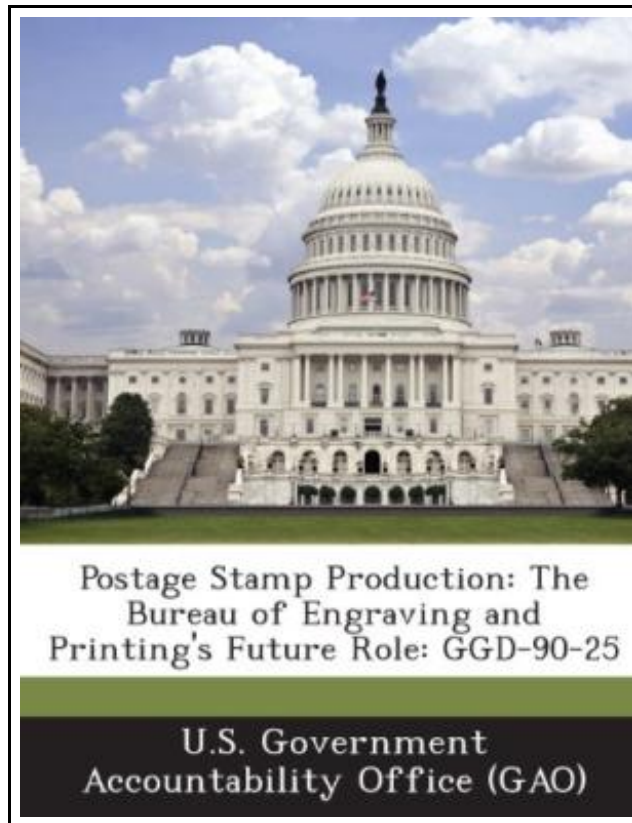 Postage Stamp Production: The
Bureau of Engraving and
Printing's Future Role: GGD-90-25
U.S. Government
Accountability Office (GAO)